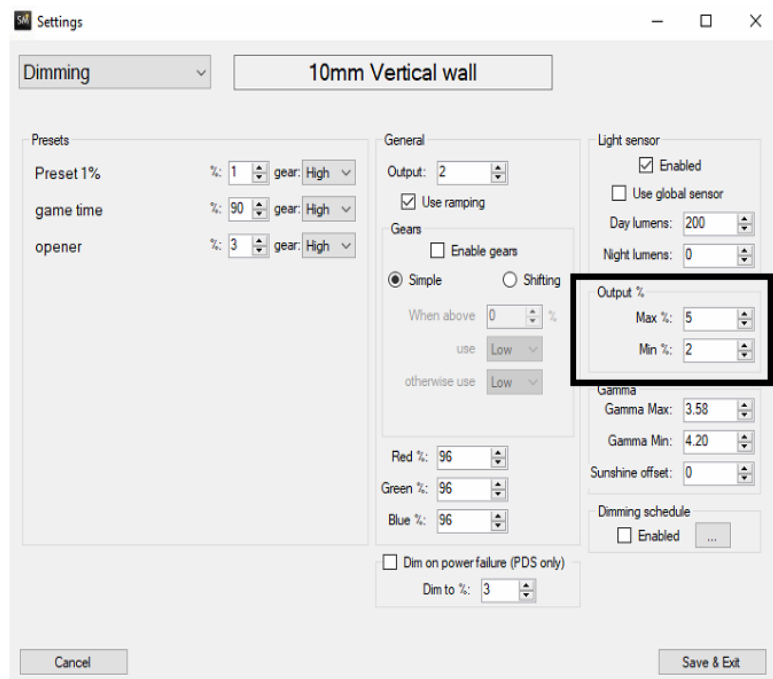 SM Settings
Dimming
10mm Vertical wall
Presets
Preset 1% %: 1 gear: High
game time %: 90 gear: High
opener %: 3 gear: High
General
Output: 2
Use ramping
Gears
Enable gears
Simple Shifting
When above 0 %
use Low
otherwise use Low
Red %: 96
Green %: 96
Blue %: 96
Dim on power failure (PDS only)
Dim to %: 3
Light sensor
Enabled
Use global sensor
Day lumens: 200
Night lumens: 0
Output %
Max %: 5
Min %: 2
Gamma
Gamma Max: 3.58
Gamma Min: 4.20
Sunshine offset: 0
Dimming schedule
Enabled ...
Cancel
Save & Exit